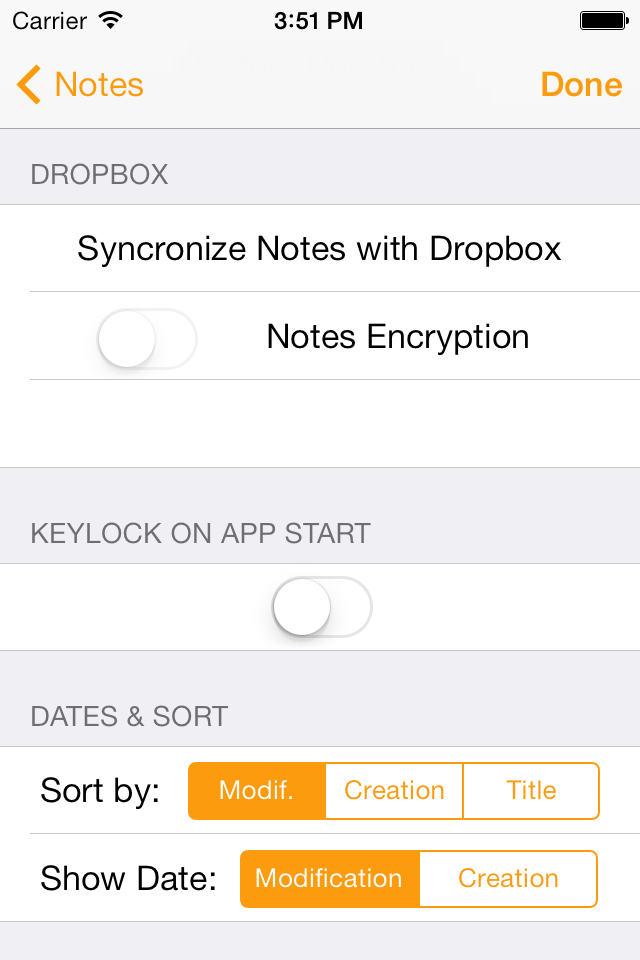 Carrier 3:51 PM
Notes Done
DROPBOX
Syncronize Notes with Dropbox
Notes Encryption
KEYLOCK ON APP START
DATES & SORT
Sort by: Modif. Creation Title
Show Date: Modification Creation